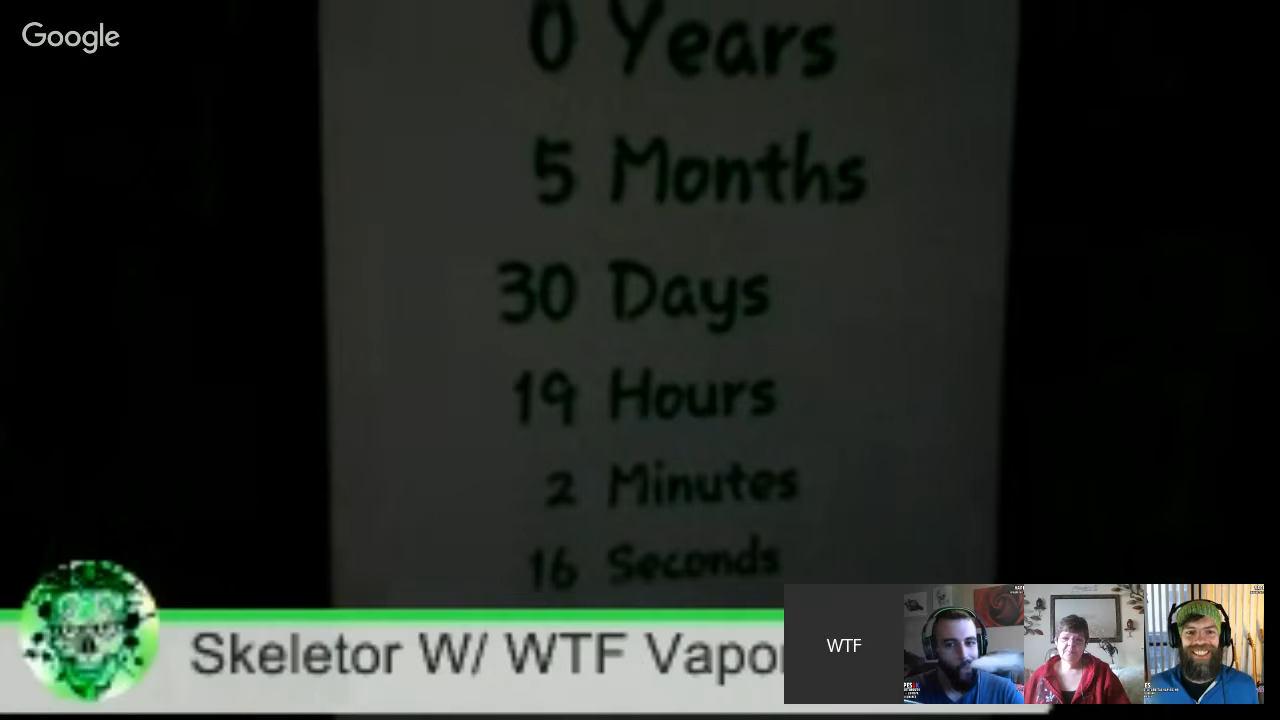 Google
0 Years
5 Months
30 Days
19 Hours
2 Minutes
16 Seconds
Skeletor W/ WTF Vapo
WTF